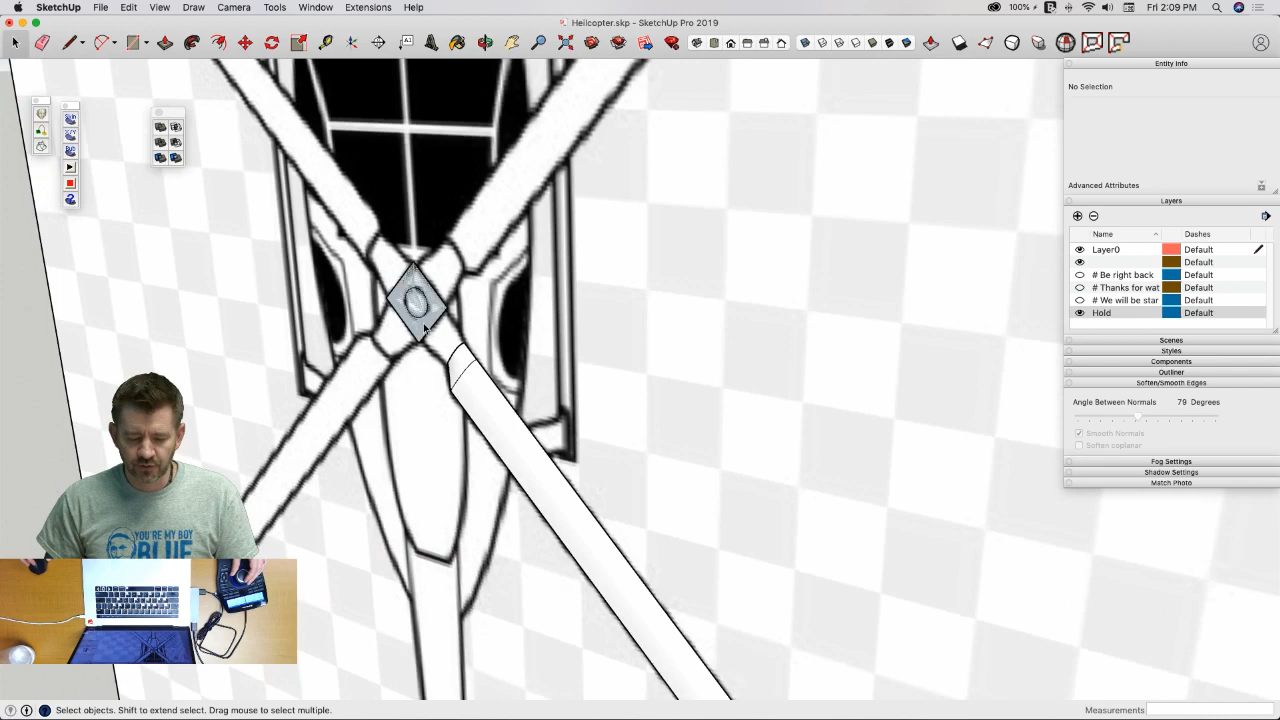 SketchUp File Edit View Draw Camera Tools Window Extensions Help
100% Fri 2:09 PM
Heilcopter.skp - SketchUp Pro 2019
Entity Info
No Selection
Advanced Attributes
Layers
Name Dashes
Layer0 Default
Default
# Be right back Default
# Thanks for wat Default
# We will be star Default
Hold Default
Scenes
Styles
Components
Outliner
Soften/Smooth Edges
Angle Between Normals 79 Degrees
Smooth Normals
Soften coplanar
Fog Settings
Shadow Settings
Match Photo
YOU'RE MY BOY
BLUE
Select objects. Shift to extend select. Drag mouse to select multiple.
Measurements